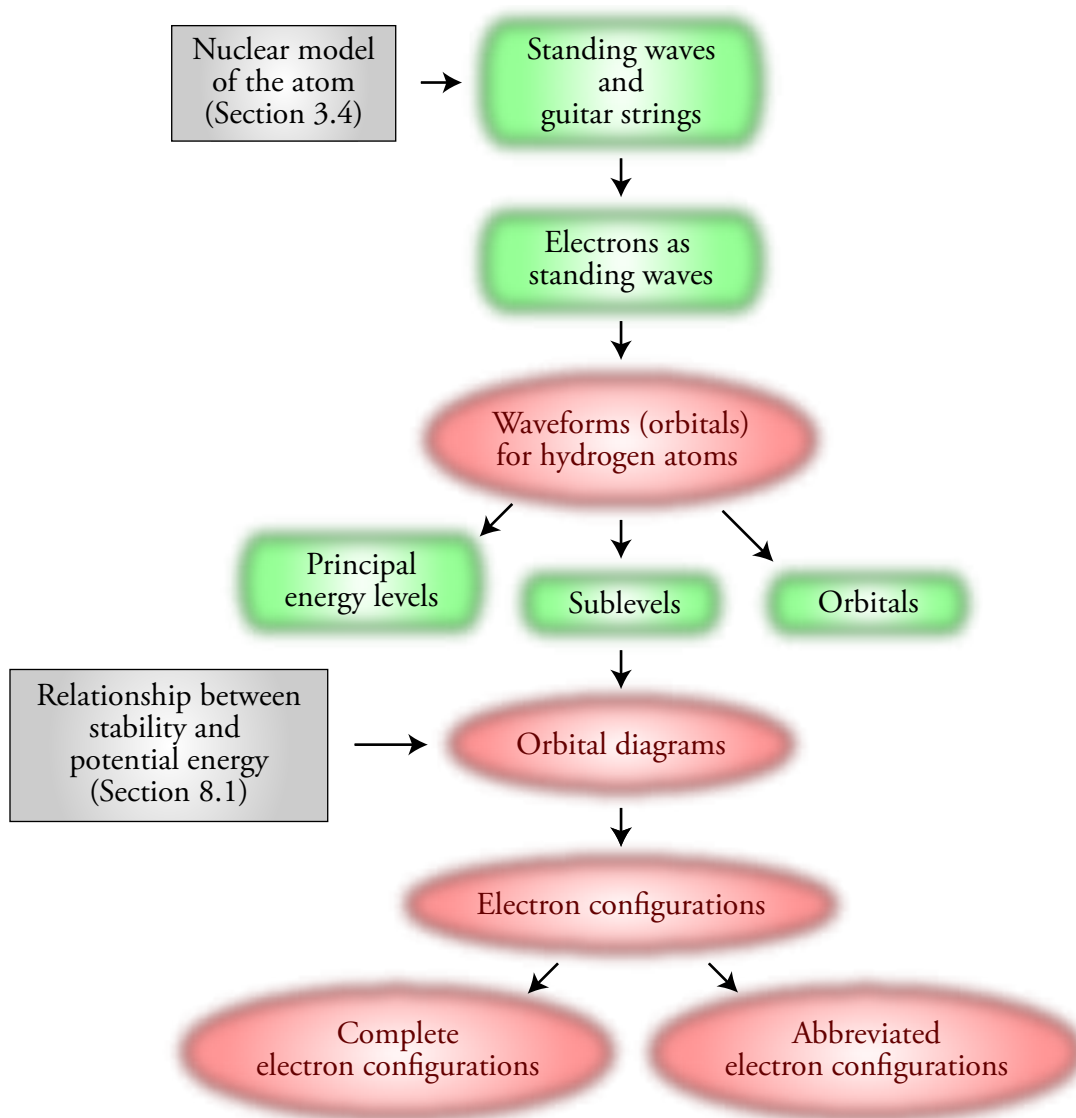 Nuclear model
of the atom
(Section 3.4)
Standing waves
and
guitar strings
Electrons as
standing waves
Waveforms (orbitals)
for hydrogen atoms
Principal
energy levels
Sublevels
Orbitals
Relationship between
stability and
potential energy
(Section 8.1)
Orbital diagrams
Electron configurations
Complete
electron configurations
Abbreviated
electron configurations